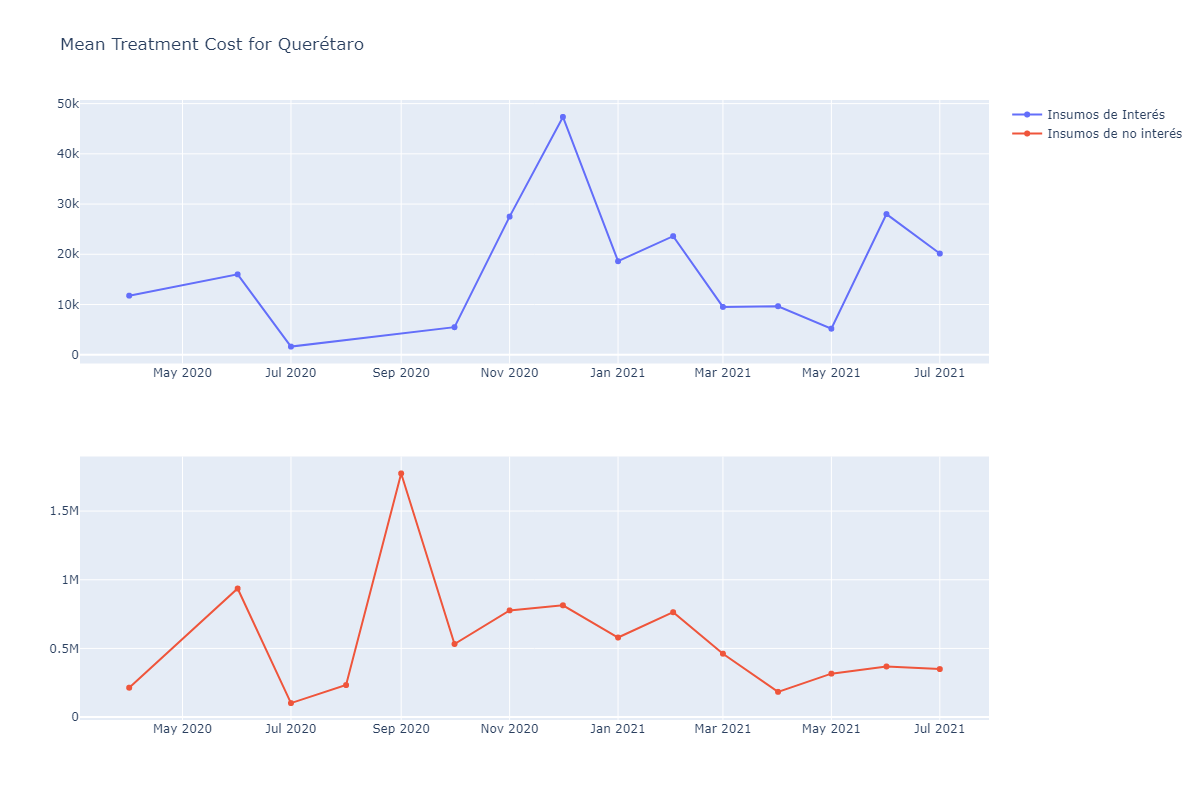 Mean Treatment Cost for Querétaro
Insumos de Interés
Insumos de no interés
50k
40k
30k
20k
10k
0
May 2020 Jul 2020 Sep 2020 Nov 2020 Jan 2021 Mar 2021 May 2021 Jul 2021
1.5M
1M
0.5M
0
May 2020 Jul 2020 Sep 2020 Nov 2020 Jan 2021 Mar 2021 May 2021 Jul 2021